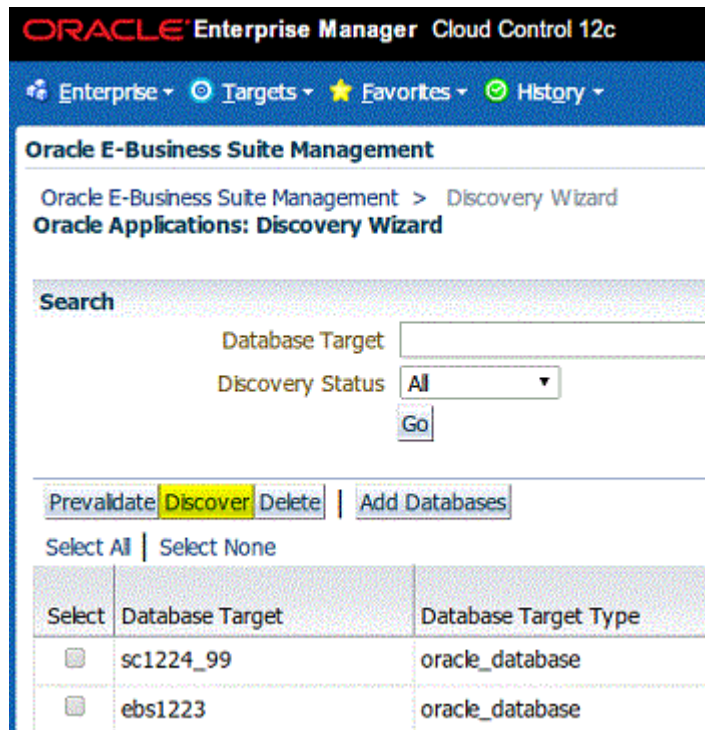 ORACLE Enterprise Manager Cloud Control 12c
Enterprise Targets Favorites History
Oracle E-Business Suite Management
Oracle E-Business Suite Management > Discovery Wizard
Oracle Applications: Discovery Wizard
Search
Database Target
Discovery Status All
Go
Prevalidate Discover Delete | Add Databases
Select All | Select None
Select Database Target Database Target Type
sc1224_99 oracle_database
ebs1223 oracle_database